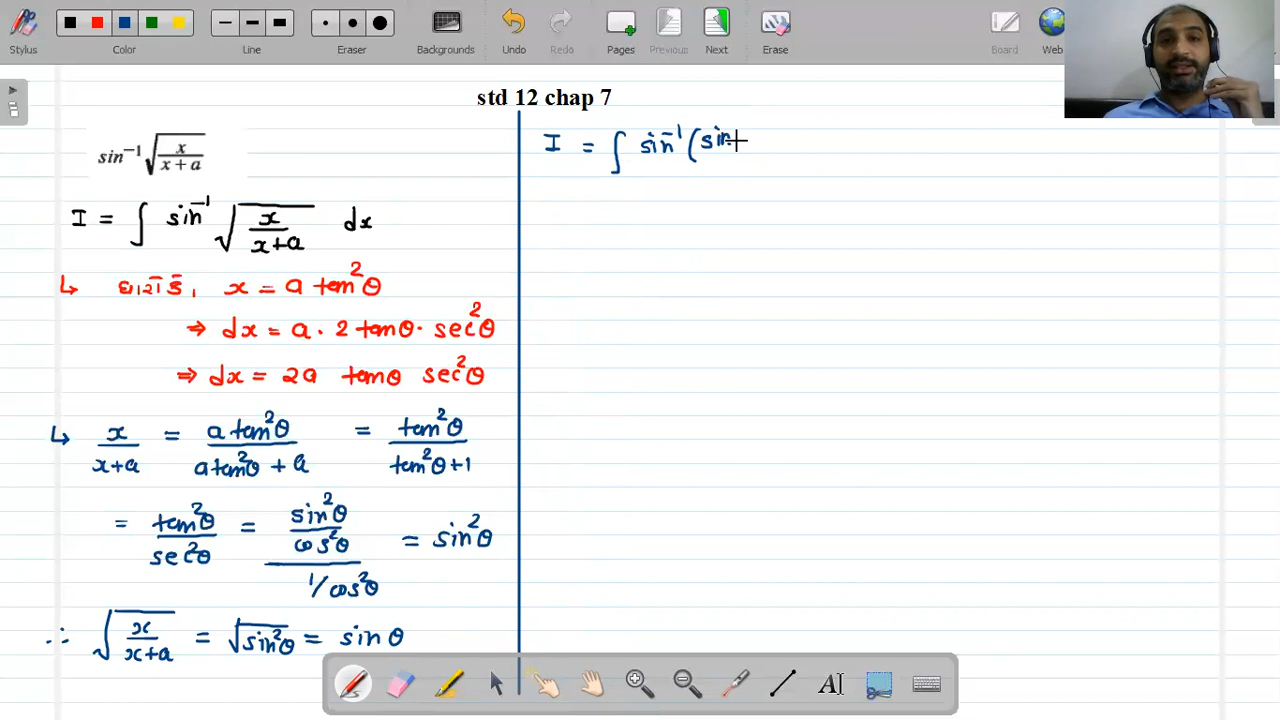 Stylus Color Line Eraser Backgrounds Undo Redo Pages Previous Next Erase Board Web
std 12 chap 7
sin⁻¹ √(x/(x+a))
I = ∫ sin⁻¹ √(x/(x+a)) dx
↳ ધારો કે, x = a tan²θ
⇒ dx = a · 2 tanθ · sec²θ
⇒ dx = 2a tanθ sec²θ
↳ x/(x+a) = a tan²θ/(a tan²θ + a) = tan²θ/(tan²θ+1)
= tan²θ/sec²θ = (sin²θ/cos²θ)/(1/cos²θ) = sin²θ
∴ √(x/(x+a)) = √sin²θ = sin θ
I = ∫ sin⁻¹(sin